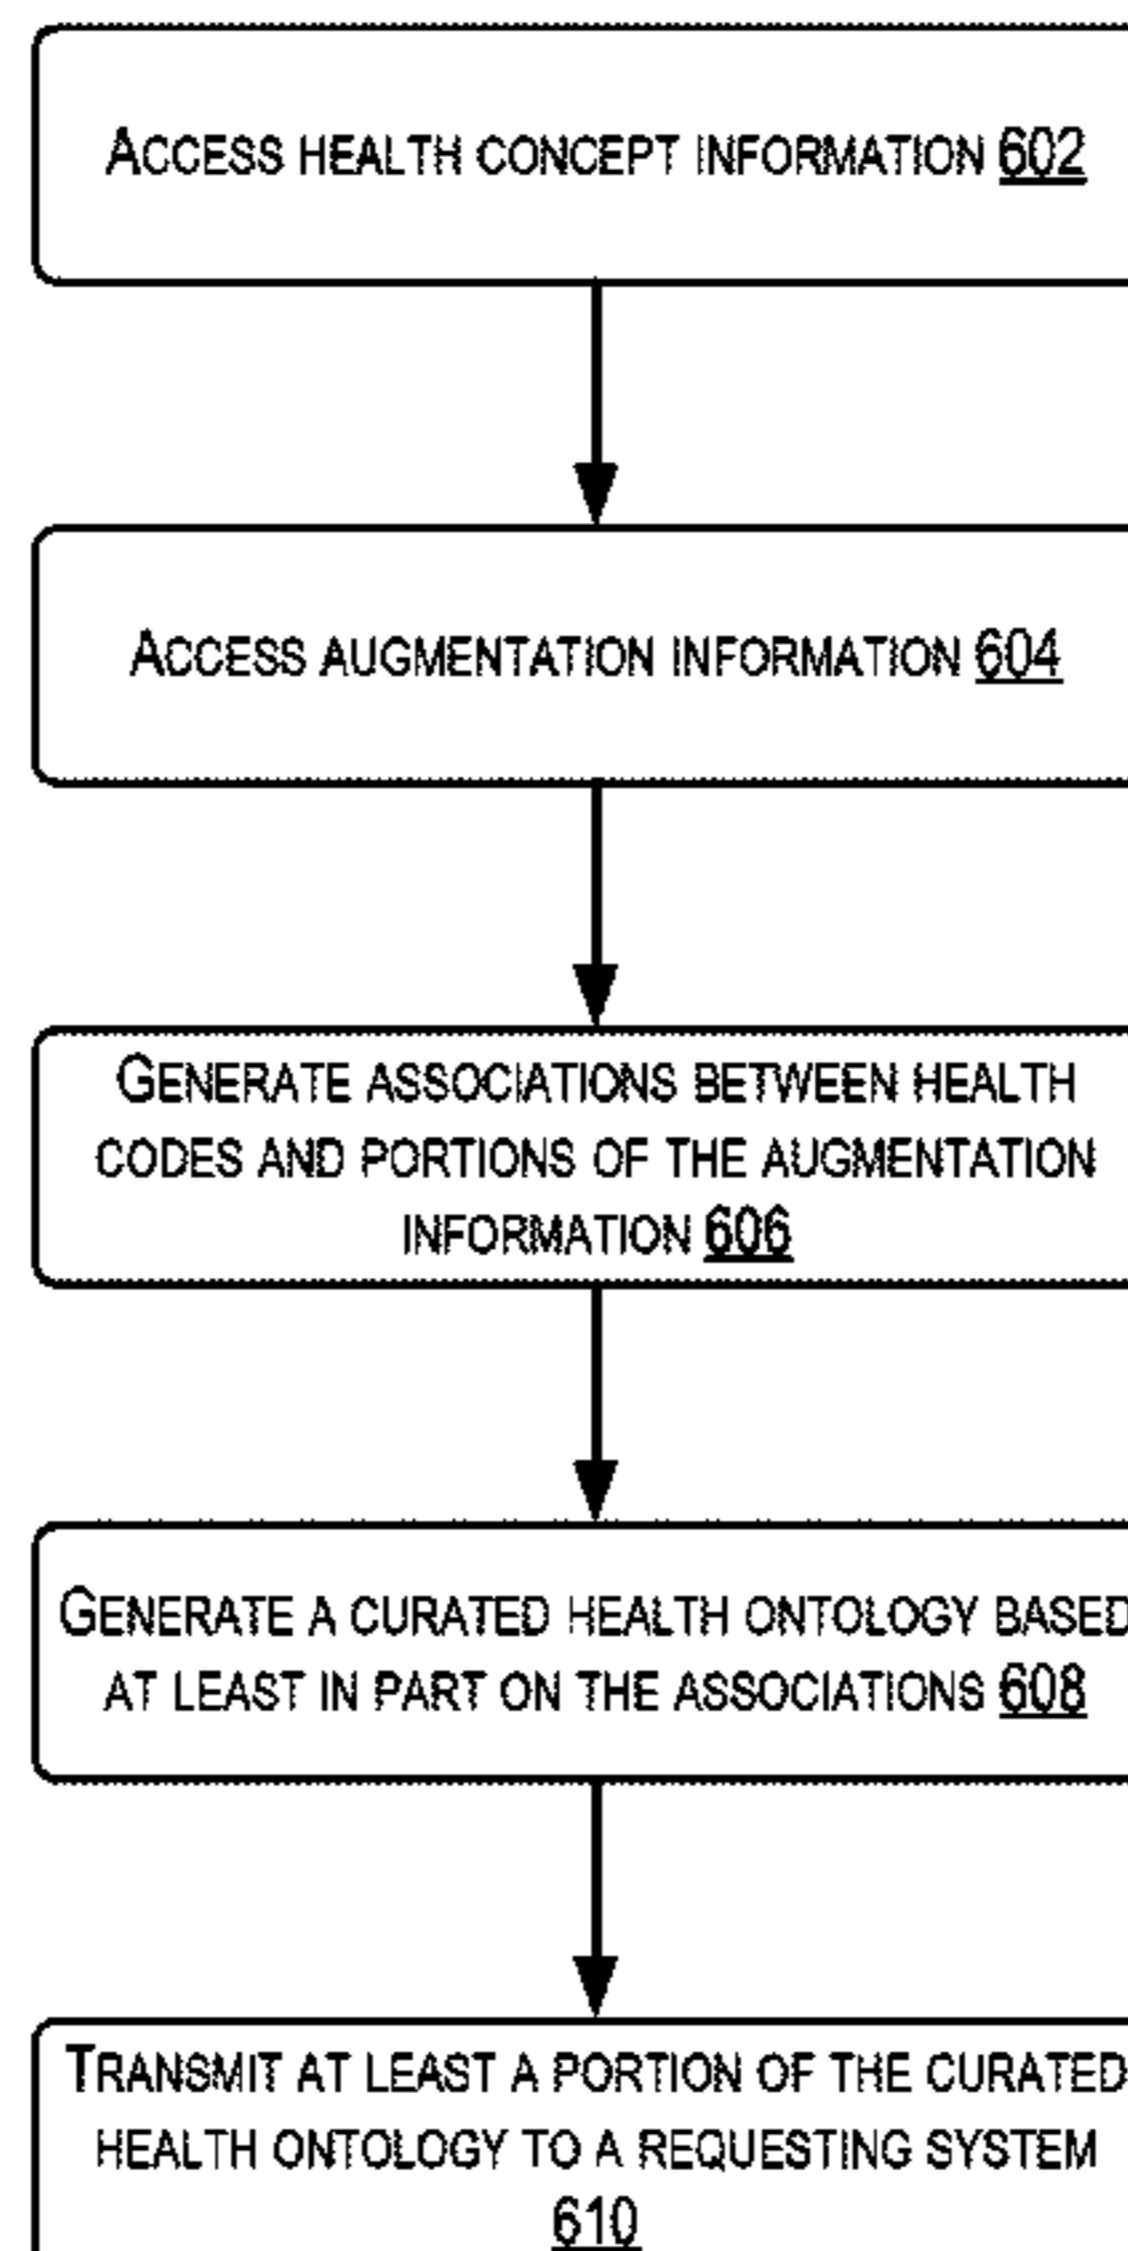 ACCESS HEALTH CONCEPT INFORMATION 602
ACCESS AUGMENTATION INFORMATION 604
GENERATE ASSOCIATIONS BETWEEN HEALTH
CODES AND PORTIONS OF THE AUGMENTATION
INFORMATION 606
GENERATE A CURATED HEALTH ONTOLOGY BASED
AT LEAST IN PART ON THE ASSOCIATIONS 608
TRANSMIT AT LEAST A PORTION OF THE CURATED
HEALTH ONTOLOGY TO A REQUESTING SYSTEM
610